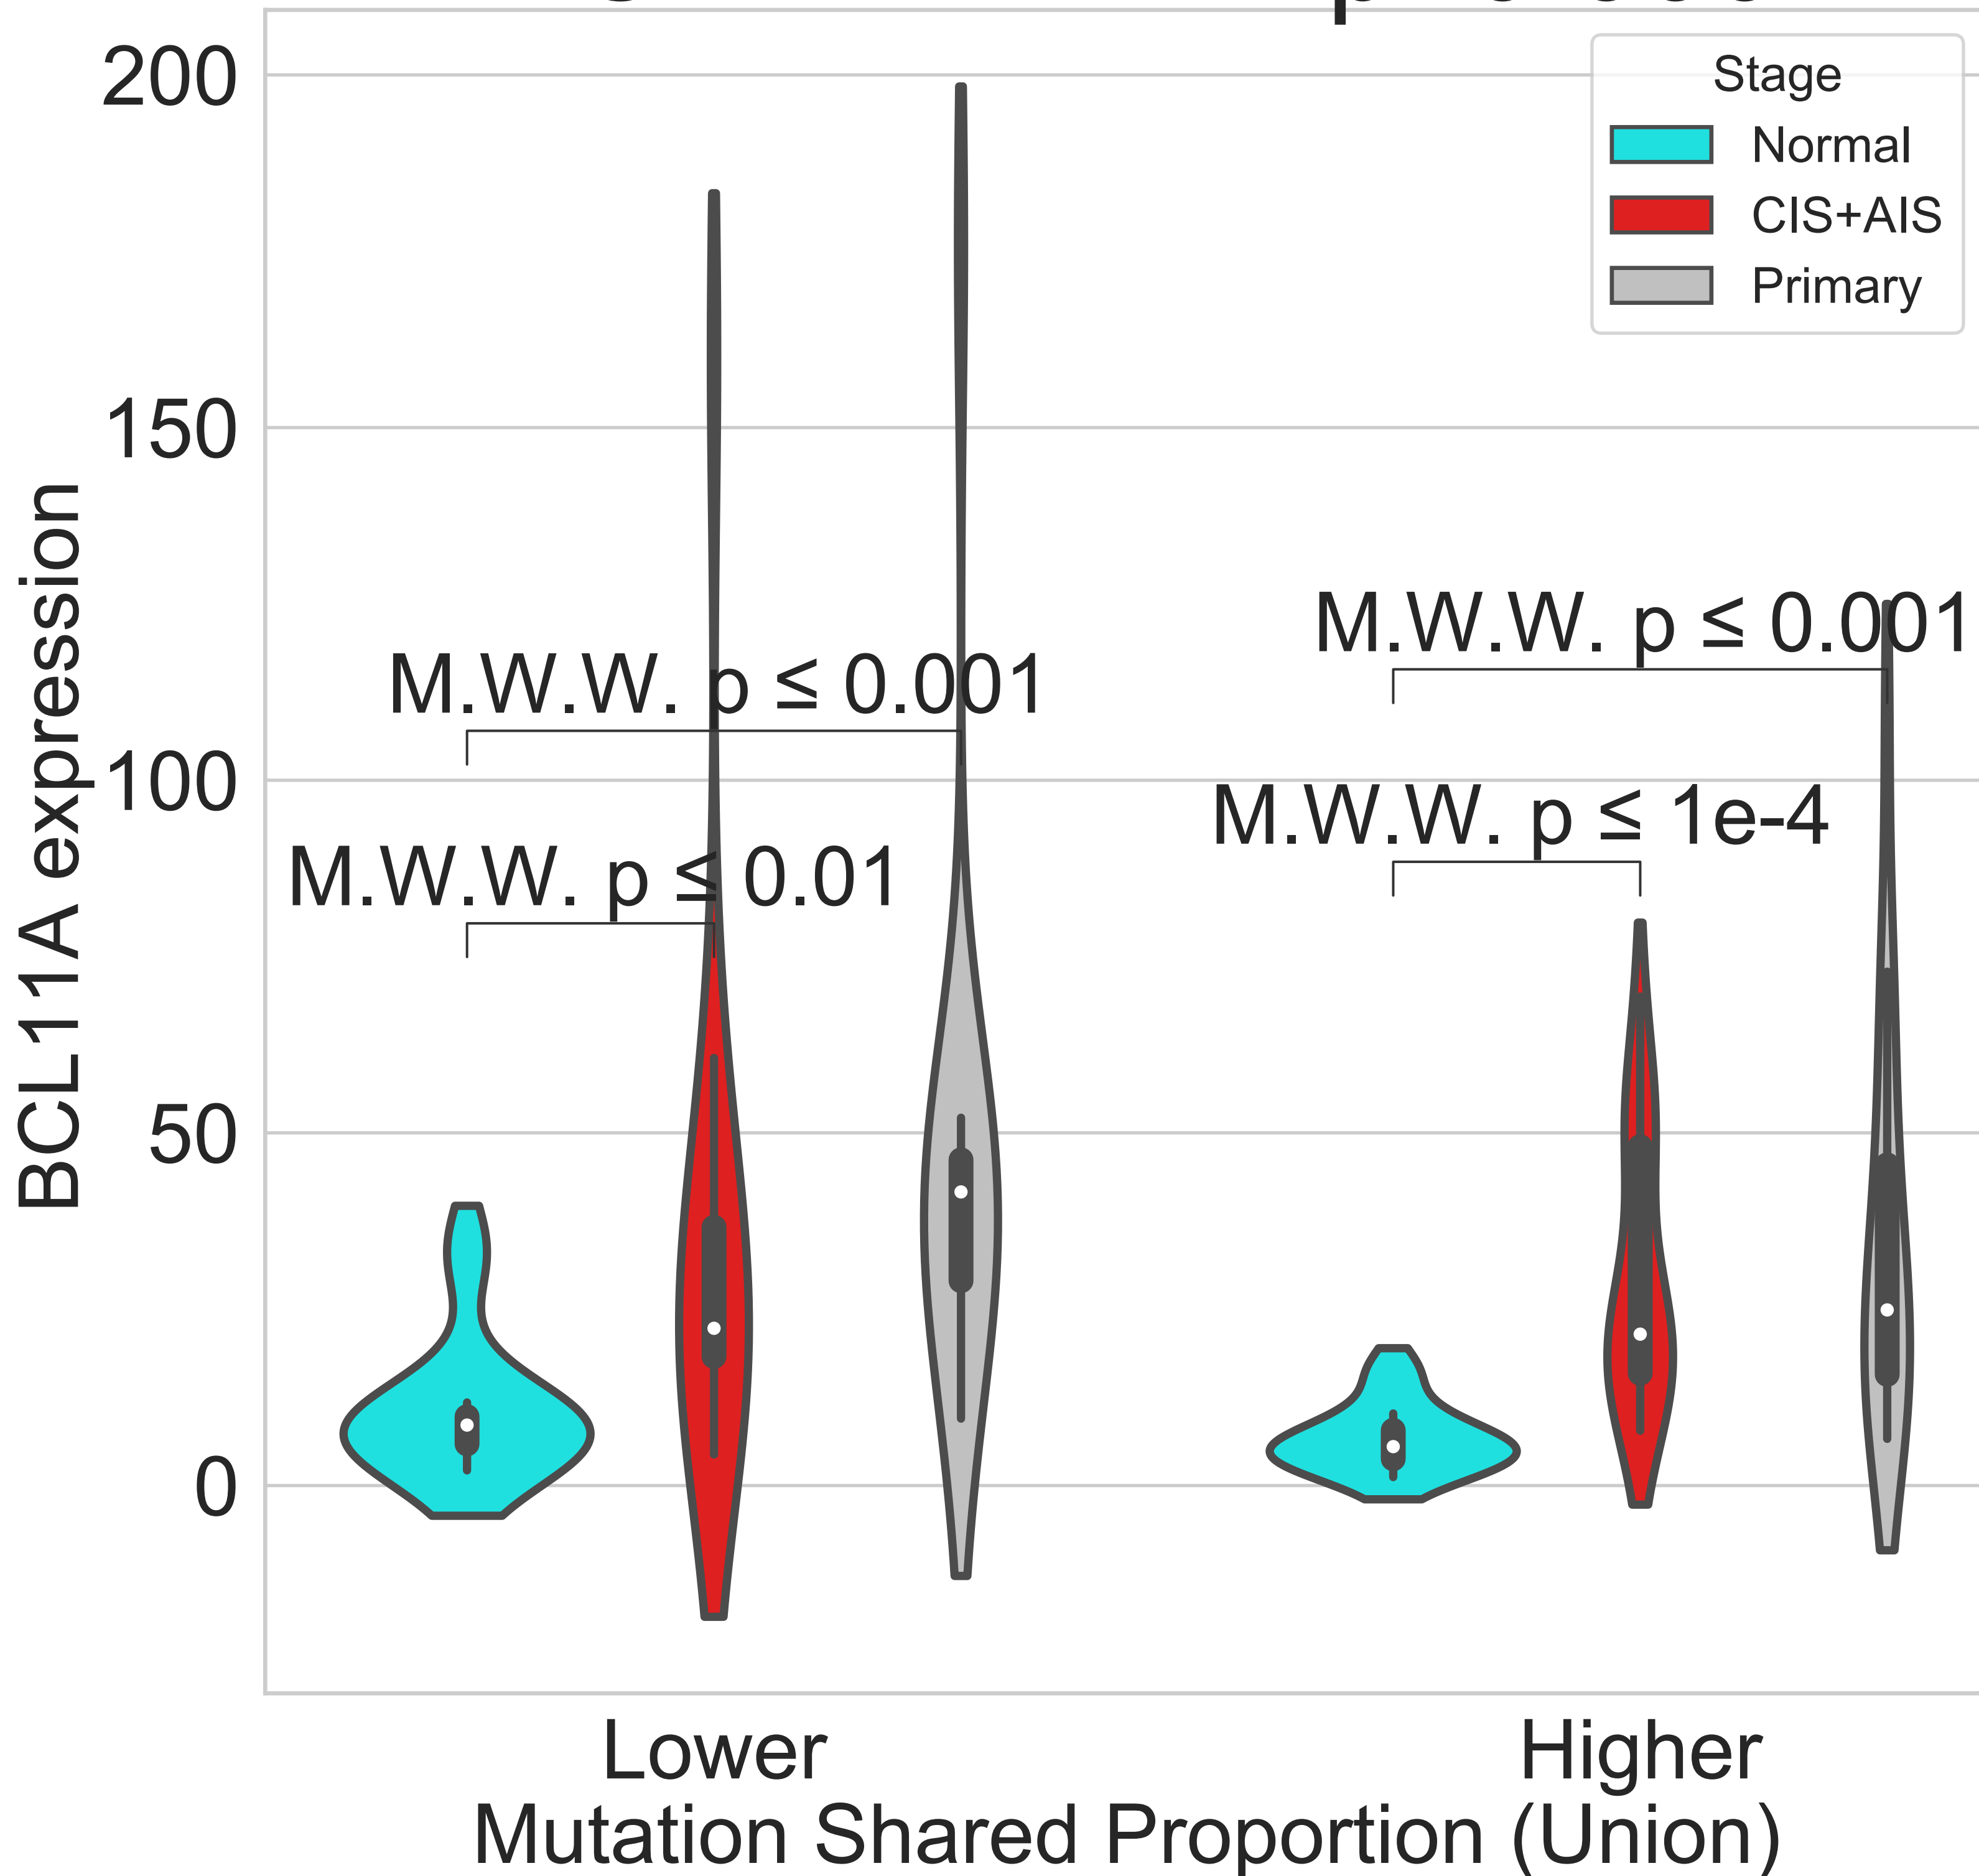 200
150
100
50
0
BCL11A expression
Stage
Normal
CIS+AIS
Primary
M.W.W. p ≤ 0.001
M.W.W. p ≤ 0.01
M.W.W. p ≤ 0.001
M.W.W. p ≤ 1e-4
Lower
Higher
Mutation Shared Proportion (Union)